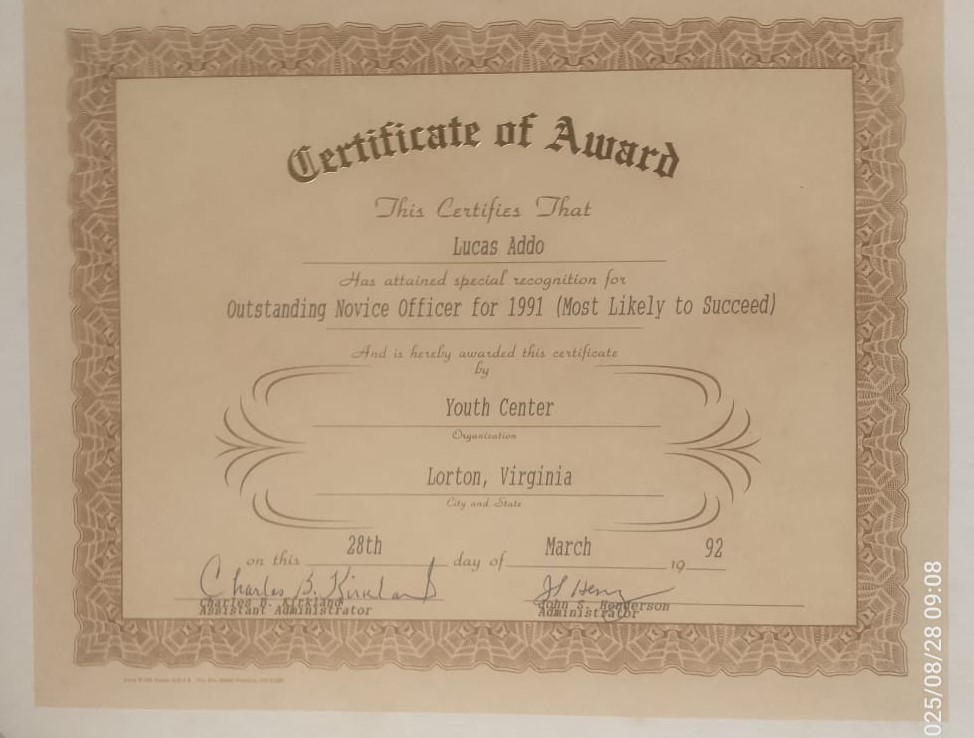 Certificate of Award
This Certifies That
Lucas Addo
Has attained special recognition for
Outstanding Novice Officer for 1991 (Most Likely to Succeed)
And is hereby awarded this certificate
by
Youth Center
Organization
Lorton, Virginia
City and State
on this 28th day of March 19 92
Charles B. Kirkland
Charles B. Kirkland
Assistant Administrator
John S. Henderson
Administrator
025/08/28 09:08